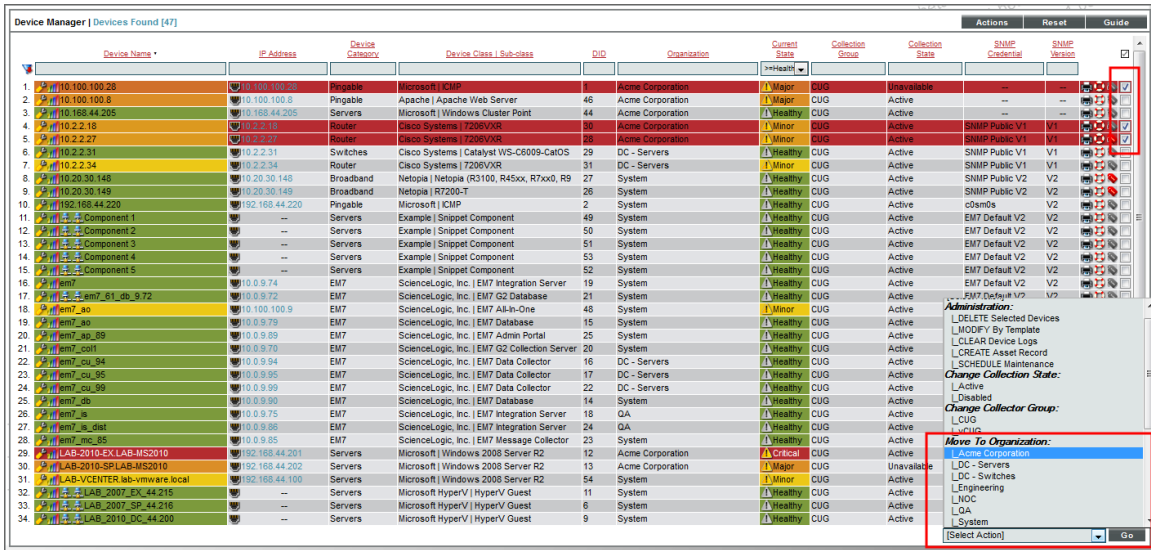 Device Manager | Devices Found [47] Actions Reset Guide
Device Name IP Address Device Category Device Class | Sub-class DID Organization Current State Collection Group Collection State SNMP Credential SNMP Version
>=Health
1. 10.100.100.28 10.100.100.28 Pingable Microsoft | ICMP 1 Acme Corporation Major CUG Unavailable -- --
2. 10.100.100.8 10.100.100.8 Pingable Apache | Apache Web Server 46 Acme Corporation Major CUG Active -- --
3. 10.168.44.205 10.168.44.205 Servers Microsoft | Windows Cluster Point 44 Acme Corporation Healthy CUG Active -- --
4. 10.2.2.18 10.2.2.18 Router Cisco Systems | 7206VXR 30 Acme Corporation Minor CUG Active SNMP Public V1 V1
5. 10.2.2.27 10.2.2.27 Router Cisco Systems | 7206VXR 28 Acme Corporation Minor CUG Active SNMP Public V1 V1
6. 10.2.2.31 10.2.2.31 Switches Cisco Systems | Catalyst WS-C6009-CatOS 29 DC - Servers Healthy CUG Active SNMP Public V1 V1
7. 10.2.2.34 10.2.2.34 Router Cisco Systems | 7206VXR 31 DC - Servers Minor CUG Active SNMP Public V1 V1
8. 10.20.30.148 10.20.30.148 Broadband Netopia | Netopia (R3100, R45xx, R7xx0, R9 27 System Healthy CUG Active SNMP Public V2 V2
9. 10.20.30.149 10.20.30.149 Broadband Netopia | R7200-T 26 System Healthy CUG Active SNMP Public V2 V2
10. 192.168.44.220 192.168.44.220 Pingable Microsoft | ICMP 2 System Healthy CUG Active c0sm0s V2
11. Component 1 -- Servers Example | Snippet Component 49 System Healthy CUG Active EM7 Default V2 V2
12. Component 2 -- Servers Example | Snippet Component 50 System Healthy CUG Active EM7 Default V2 V2
13. Component 3 -- Servers Example | Snippet Component 51 System Healthy CUG Active EM7 Default V2 V2
14. Component 4 -- Servers Example | Snippet Component 53 System Healthy CUG Active EM7 Default V2 V2
15. Component 5 -- Servers Example | Snippet Component 52 System Healthy CUG Active EM7 Default V2 V2
16. em7 10.0.9.74 EM7 ScienceLogic, Inc. | EM7 Integration Server 19 System Healthy CUG Active EM7 Default V2 V2
17. em7_61_db_9.72 10.0.9.72 EM7 ScienceLogic, Inc. | EM7 G2 Database 21 System Healthy CUG Active EM7 Default V2 V2
18. em7_ao 10.100.100.9 EM7 ScienceLogic, Inc. | EM7 All-In-One 48 System Minor CUG Active Administration:
19. em7_ao 10.0.9.79 EM7 ScienceLogic, Inc. | EM7 Database 15 System Healthy CUG Active |_DELETE Selected Devices
20. em7_ap_89 10.0.9.89 EM7 ScienceLogic, Inc. | EM7 Admin Portal 25 System Healthy CUG Active |_MODIFY By Template
|_CLEAR Device Logs
21. em7_col1 10.0.9.70 EM7 ScienceLogic, Inc. | EM7 G2 Collection Server 20 System Healthy CUG Active |_CREATE Asset Record
22. em7_cu_94 10.0.9.94 EM7 ScienceLogic, Inc. | EM7 Data Collector 16 DC - Servers Healthy CUG Active |_SCHEDULE Maintenance
23. em7_cu_95 10.0.9.95 EM7 ScienceLogic, Inc. | EM7 Data Collector 17 DC - Servers Healthy CUG Active Change Collection State:
24. em7_cu_99 10.0.9.99 EM7 ScienceLogic, Inc. | EM7 Data Collector 22 DC - Servers Healthy CUG Active |_Active
25. em7_db 10.0.9.90 EM7 ScienceLogic, Inc. | EM7 Database 14 System Healthy CUG Active |_Disabled
Change Collector Group:
26. em7_is 10.0.9.75 EM7 ScienceLogic, Inc. | EM7 Integration Server 18 QA Healthy CUG Active |_CUG
27. em7_is_dist 10.0.9.86 EM7 ScienceLogic, Inc. | EM7 Integration Server 24 QA Healthy CUG Active |_vCUG
28. em7_mc_85 10.0.9.85 EM7 ScienceLogic, Inc. | EM7 Message Collector 23 System Healthy CUG Active Move To Organization:
29. LAB-2010-EX.LAB-MS2010 192.168.44.201 Servers Microsoft | Windows 2008 Server R2 12 Acme Corporation Critical CUG Active |_Acme Corporation
30. LAB-2010-SP.LAB-MS2010 192.168.44.202 Servers Microsoft | Windows 2008 Server R2 13 Acme Corporation Major CUG Unavailable |_DC - Servers
31. LAB-VCENTER.lab-vmware.local 192.168.44.100 Servers Microsoft | Windows 2008 Server R2 54 System Minor CUG Active |_DC - Switches
|_Engineering
32. LAB_2007_EX_44.215 -- Servers Microsoft HyperV | HyperV Guest 11 System Healthy CUG Active |_NOC
33. LAB_2007_SP_44.216 -- Servers Microsoft HyperV | HyperV Guest 6 System Healthy CUG Active |_QA
34. LAB_2010_DC_44.200 -- Servers Microsoft HyperV | HyperV Guest 9 System Healthy CUG Active |_System
[Select Action] Go